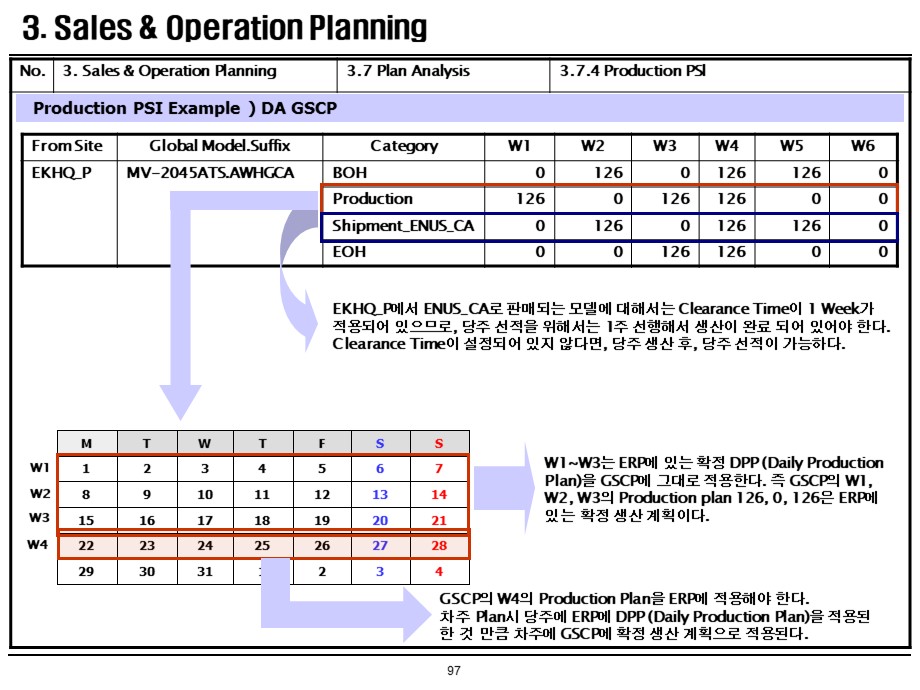 3. Sales & Operation Planning
No. 3. Sales & Operation Planning 3.7 Plan Analysis 3.7.4 Production PSI
Production PSI Example ) DA GSCP
From Site Global Model.Suffix Category W1 W2 W3 W4 W5 W6
EKHQ_P MV-2045ATS.AWHGCA BOH 0 126 0 126 126 0
Production 126 0 126 126 0 0
Shipment_ENUS_CA 0 126 0 126 126 0
EOH 0 0 126 126 0 0
EKHQ_P에서 ENUS_CA로 판매되는 모델에 대해서는 Clearance Time이 1 Week가
적용되어 있으므로, 당주 선적을 위해서는 1주 선행해서 생산이 완료 되어 있어야 한다.
Clearance Time이 설정되어 있지 않다면, 당주 생산 후, 당주 선적이 가능하다.
M T W T F S S
W1 1 2 3 4 5 6 7
W2 8 9 10 11 12 13 14
W3 15 16 17 18 19 20 21
W4 22 23 24 25 26 27 28
29 30 31 1 2 3 4
W1~W3는 ERP에 있는 확정 DPP(Daily Production
Plan)을 GSCP에 그대로 적용한다. 즉 GSCP의 W1,
W2, W3의 Production plan 126, 0, 126은 ERP에
있는 확정 생산 계획이다.
GSCP의 W4의 Production Plan을 ERP에 적용해야 한다.
차주 Plan시 당주에 ERP에 DPP(Daily Production Plan)을 적용된
한 것 만큼 차주에 GSCP에 확정 생산 계획으로 적용된다.
97